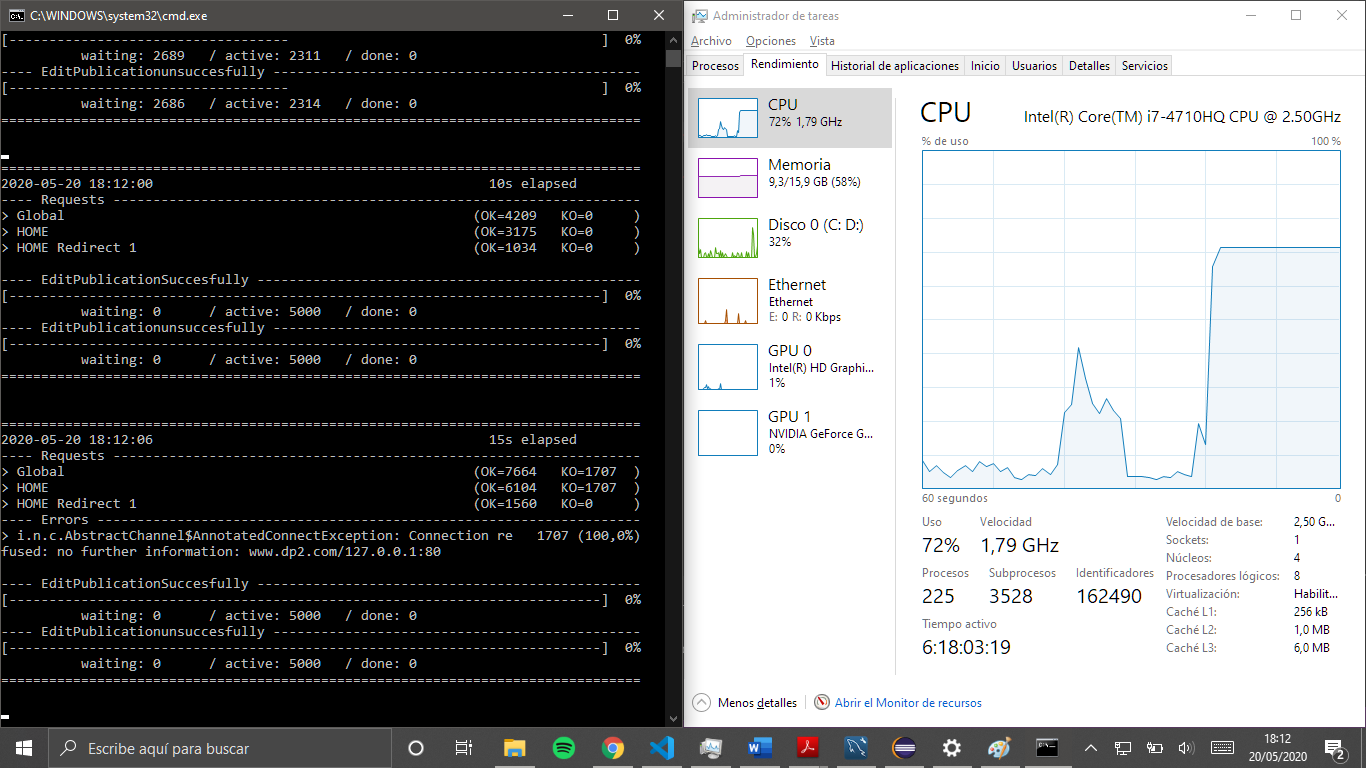 C:\WINDOWS\system32\cmd.exe
[-----------------------------------                                       ]  0%
          waiting: 2689   / active: 2311   / done: 0
---- EditPublicationunsuccesfully ----------------------------------------------
[-----------------------------------                                       ]  0%
          waiting: 2686   / active: 2314   / done: 0
================================================================================
================================================================================
2020-05-20 18:12:00                                          10s elapsed
---- Requests ------------------------------------------------------------------
> Global                                                   (OK=4209   KO=0     )
> HOME                                                     (OK=3175   KO=0     )
> HOME Redirect 1                                          (OK=1034   KO=0     )
---- EditPublicationSuccesfully ------------------------------------------------
[--------------------------------------------------------------------------]  0%
          waiting: 0      / active: 5000   / done: 0
---- EditPublicationunsuccesfully ----------------------------------------------
[--------------------------------------------------------------------------]  0%
          waiting: 0      / active: 5000   / done: 0
================================================================================
================================================================================
2020-05-20 18:12:06                                          15s elapsed
---- Requests ------------------------------------------------------------------
> Global                                                   (OK=7664   KO=1707  )
> HOME                                                     (OK=6104   KO=1707  )
> HOME Redirect 1                                          (OK=1560   KO=0     )
---- Errors --------------------------------------------------------------------
> i.n.c.AbstractChannel$AnnotatedConnectException: Connection re   1707 (100,0%)
fused: no further information: www.dp2.com/127.0.0.1:80
---- EditPublicationSuccesfully ------------------------------------------------
[--------------------------------------------------------------------------]  0%
          waiting: 0      / active: 5000   / done: 0
---- EditPublicationunsuccesfully ----------------------------------------------
[--------------------------------------------------------------------------]  0%
          waiting: 0      / active: 5000   / done: 0
================================================================================
Administrador de tareas
Archivo Opciones Vista
Procesos Rendimiento Historial de aplicaciones Inicio Usuarios Detalles Servicios
CPU
72% 1,79 GHz
Memoria
9,3/15,9 GB (58%)
Disco 0 (C: D:)
32%
Ethernet
Ethernet
E: 0 R: 0 Kbps
GPU 0
Intel(R) HD Graphi...
1%
GPU 1
NVIDIA GeForce G...
0%
CPU Intel(R) Core(TM) i7-4710HQ CPU @ 2.50GHz
% de uso 100 %
60 segundos 0
Uso Velocidad
72% 1,79 GHz
Procesos Subprocesos Identificadores
225 3528 162490
Tiempo activo
6:18:03:19
Velocidad de base: 2,50 G...
Sockets: 1
Núcleos: 4
Procesadores lógicos: 8
Virtualización: Habilit...
Caché L1: 256 kB
Caché L2: 1,0 MB
Caché L3: 6,0 MB
Menos detalles Abrir el Monitor de recursos
Escribe aquí para buscar
18:12
20/05/2020
2